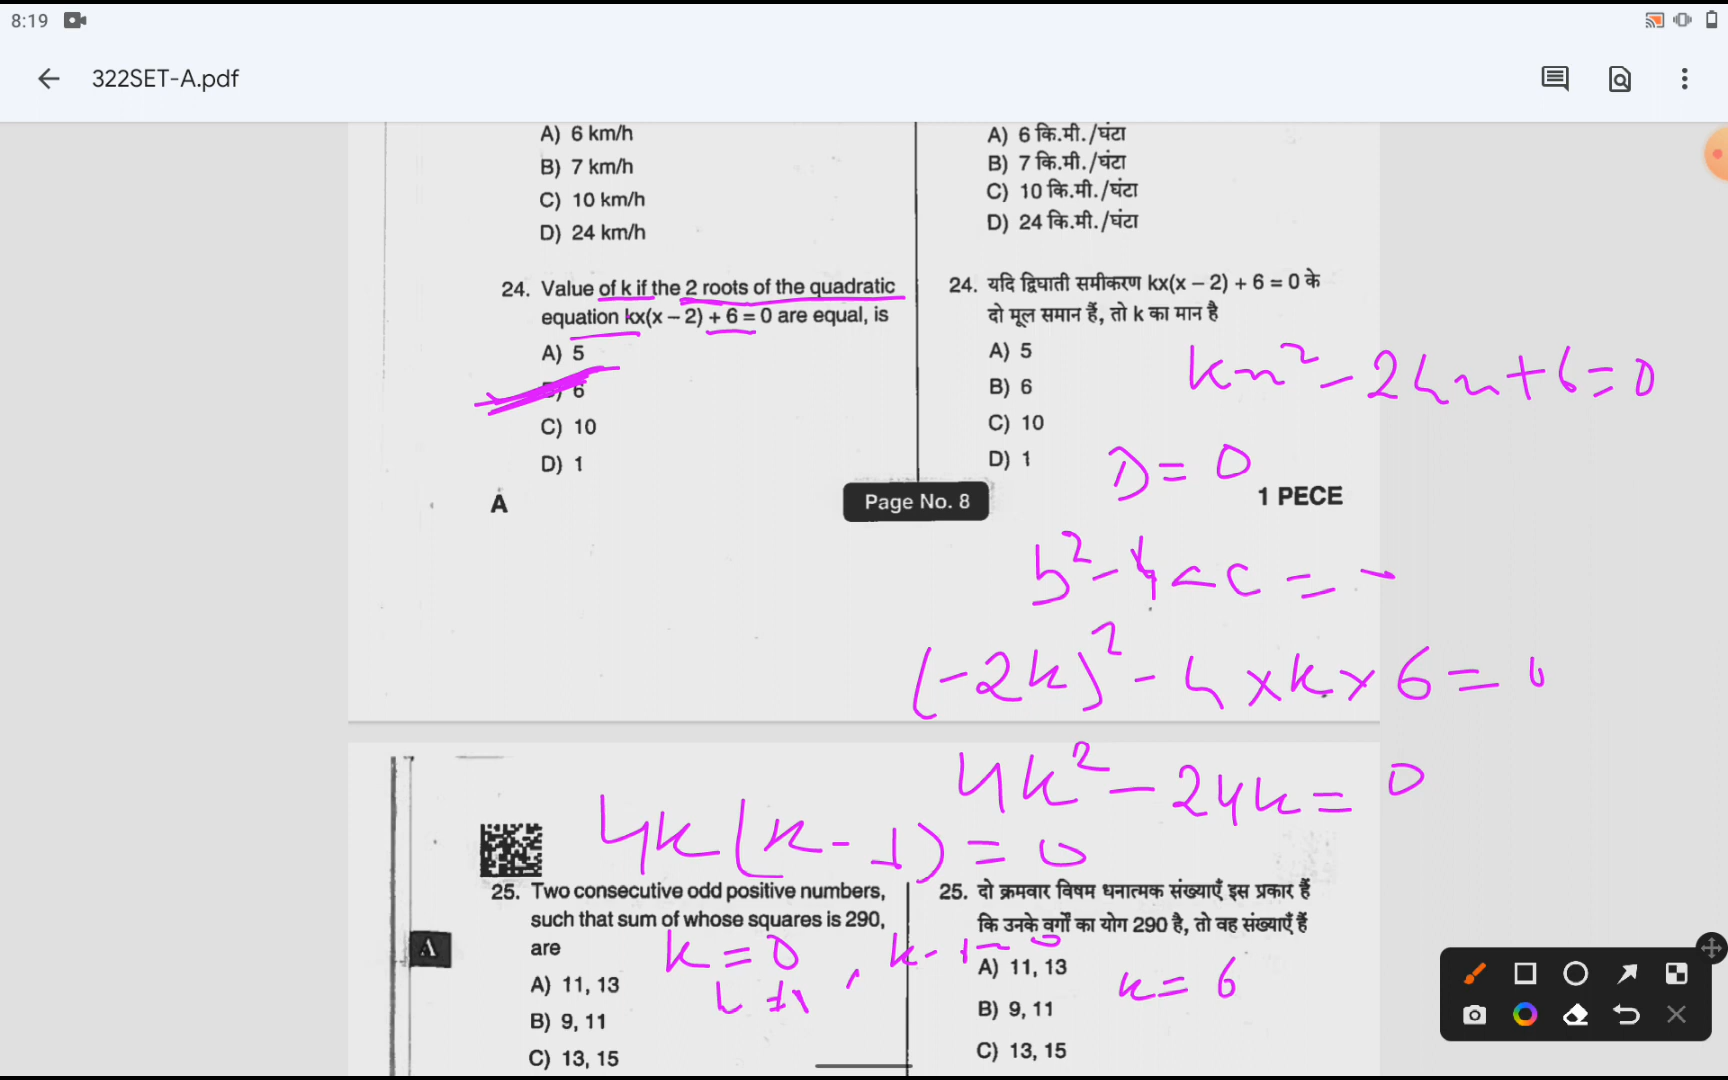 8:19
322SET-A.pdf
A) 6 km/h
B) 7 km/h
C) 10 km/h
D) 24 km/h
24. Value of k if the 2 roots of the quadratic
equation kx(x – 2) + 6 = 0 are equal, is
A) 5
B) 6
C) 10
D) 1
A
A) 6 कि.मी./घंटा
B) 7 कि.मी./घंटा
C) 10 कि.मी./घंटा
D) 24 कि.मी./घंटा
24. यदि द्विघाती समीकरण kx(x – 2) + 6 = 0 के
दो मूल समान हैं, तो k का मान है
A) 5
B) 6
C) 10
D) 1
Page No. 8
1 PECE
kx² – 2kx + 6 = 0
D = 0
b² – 4ac =
(–2k)² – 4 × k × 6 = 0
4k² – 24k = 0
4k(k – 1) = 0
k = 0, k – 1 = 0
k = 6
A
25. Two consecutive odd positive numbers,
such that sum of whose squares is 290,
are
A) 11, 13
B) 9, 11
C) 13, 15
25. दो क्रमवार विषम धनात्मक संख्याएँ इस प्रकार हैं
कि उनके वर्गों का योग 290 है, तो वह संख्याएँ हैं
A) 11, 13
B) 9, 11
C) 13, 15